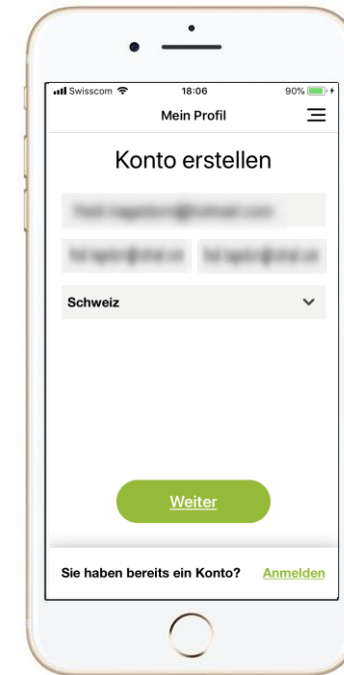 Swisscom 18:06 90%
Mein Profil
Konto erstellen
Schweiz
Weiter
Sie haben bereits ein Konto? Anmelden